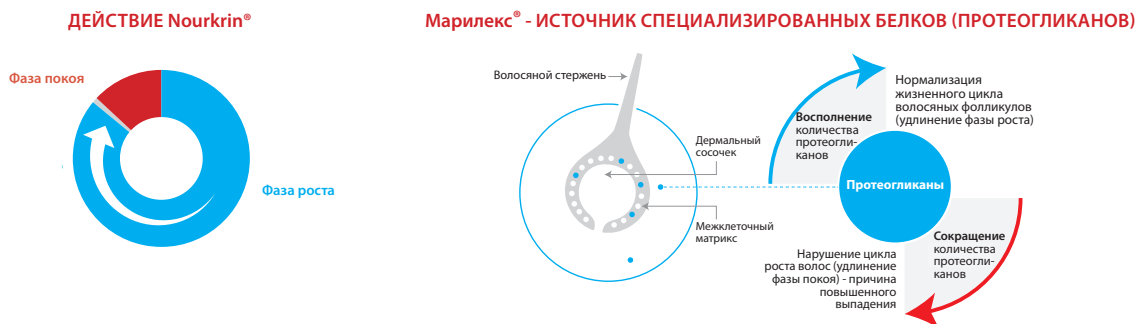 ДЕЙСТВИЕ Nourkrin®
Фаза покоя
Фаза роста
Марилекс® - ИСТОЧНИК СПЕЦИАЛИЗИРОВАННЫХ БЕЛКОВ (ПРОТЕОГЛИКАНОВ)
Волосяной стержень
Дермальный
сосочек
Межклеточный
матрикс
Восполнение
количества
протеогли-
канов
Нормализация
жизненного цикла
волосяных фолликулов
(удлинение фазы роста)
Протеогликаны
Сокращение
количества
протеогли-
канов
Нарушение цикла
роста волос (удлинение
фазы покоя) - причина
повышенного
выпадения